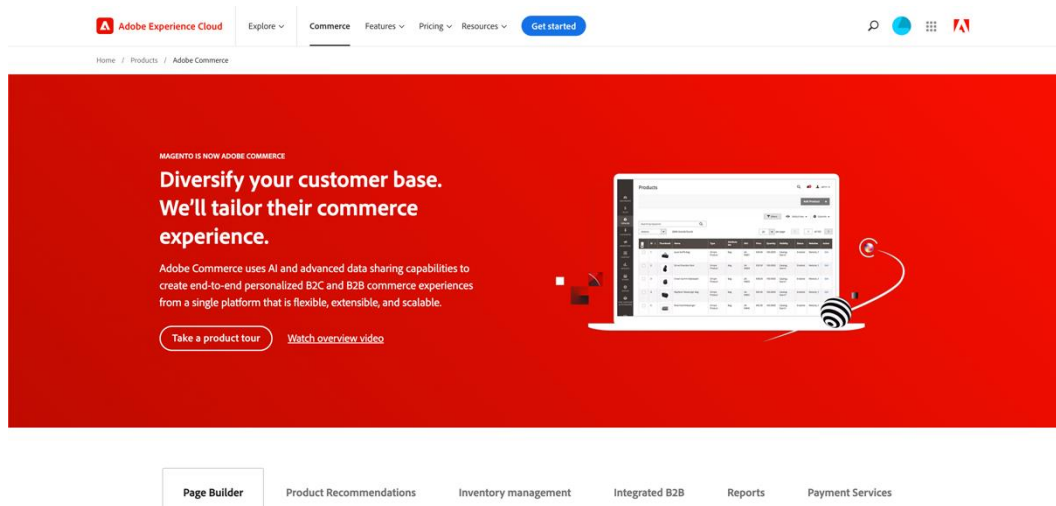 Adobe Experience Cloud
Explore
Commerce
Features
Pricing
Resources
Get started
Home / Products / Adobe Commerce
MAGENTO IS NOW ADOBE COMMERCE
Diversify your customer base.
We’ll tailor their commerce
experience.
Adobe Commerce uses AI and advanced data sharing capabilities to
create end-to-end personalized B2C and B2B commerce experiences
from a single platform that is flexible, extensible, and scalable.
Take a product tour
Watch overview video
Products
Page Builder
Product Recommendations
Inventory management
Integrated B2B
Reports
Payment Services